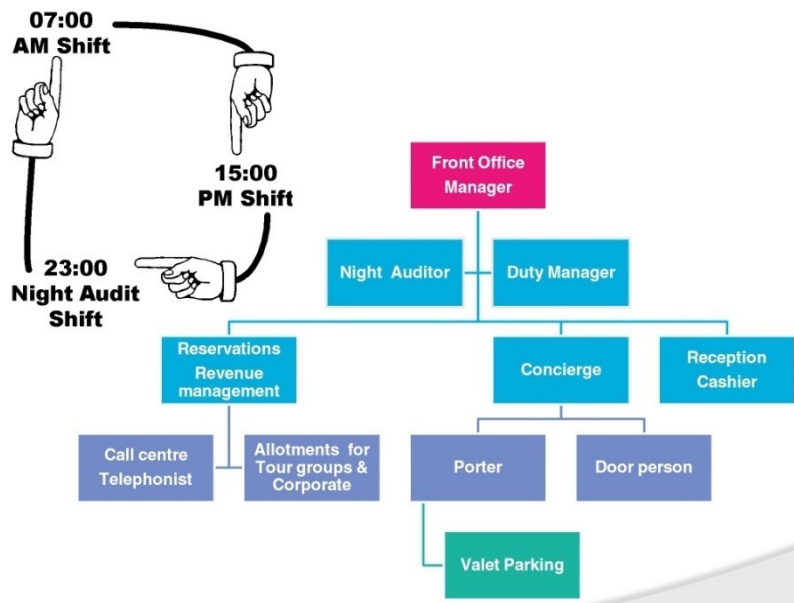 07:00
AM Shift
15:00
PM Shift
23:00
Night Audit
Shift
Front Office
Manager
Night Auditor
Duty Manager
Reservations
Revenue
management
Concierge
Reception
Cashier
Call centre
Telephonist
Allotments for
Tour groups &
Corporate
Porter
Door person
Valet Parking